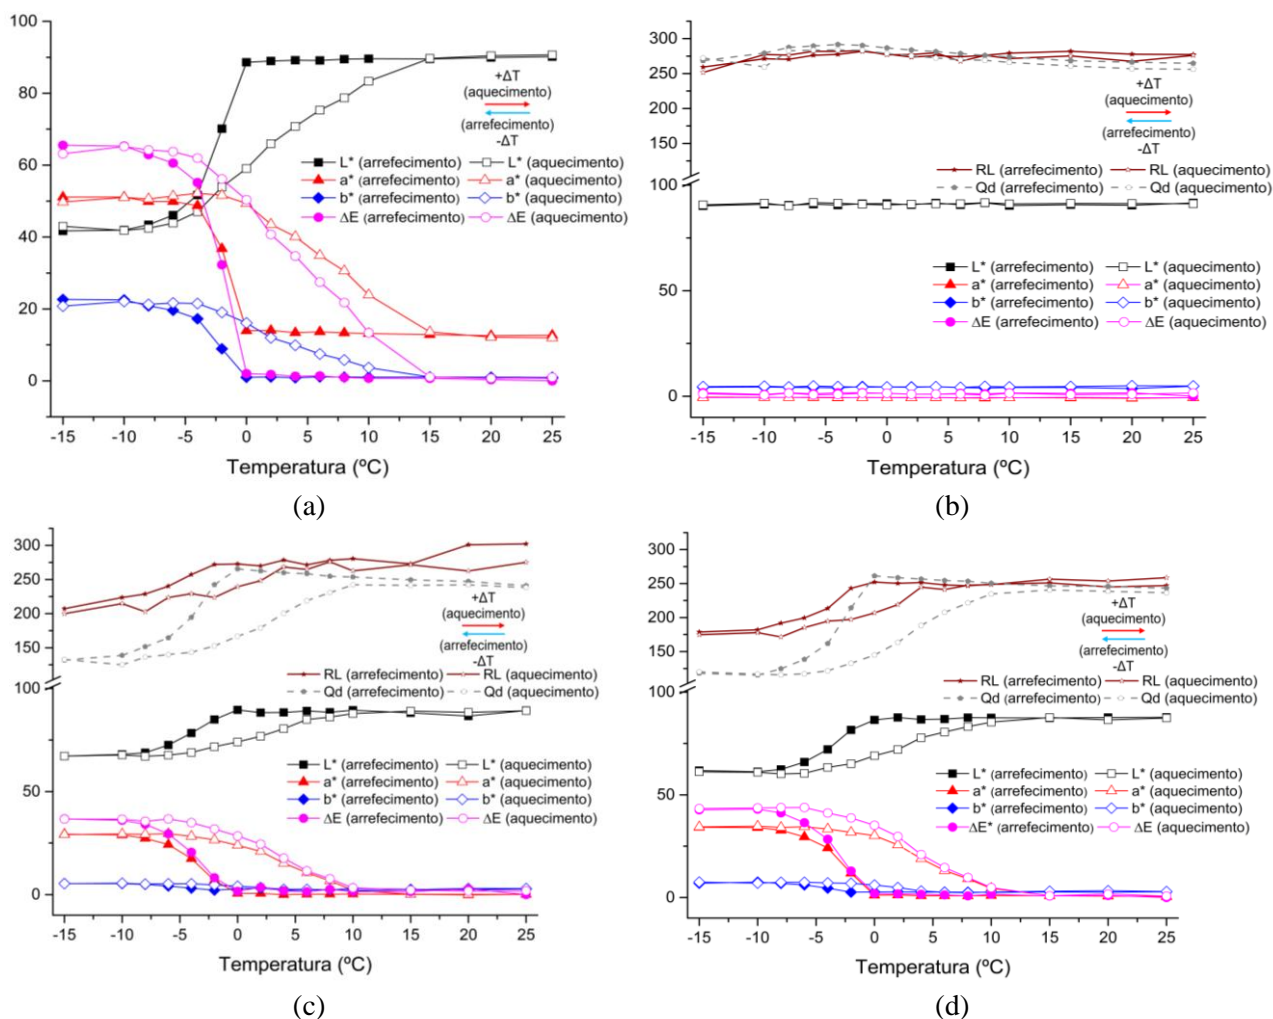 100
80
60
40
20
0
-15 -10 -5 0 5 10 15 20 25
Temperatura (ºC)
+ΔT
(aquecimento)
(arrefecimento)
-ΔT
L* (arrefecimento) L* (aquecimento)
a* (arrefecimento) a* (aquecimento)
b* (arrefecimento) b* (aquecimento)
ΔE (arrefecimento) ΔE (aquecimento)
(a)
300
250
200
150
100
50
0
-15 -10 -5 0 5 10 15 20 25
Temperatura (ºC)
+ΔT
(aquecimento)
(arrefecimento)
-ΔT
RL (arrefecimento) RL (aquecimento)
Qd (arrefecimento) Qd (aquecimento)
L* (arrefecimento) L* (aquecimento)
a* (arrefecimento) a* (aquecimento)
b* (arrefecimento) b* (aquecimento)
ΔE (arrefecimento) ΔE (aquecimento)
(b)
300
250
200
150
100
50
0
-15 -10 -5 0 5 10 15 20 25
Temperatura (ºC)
+ΔT
(aquecimento)
(arrefecimento)
-ΔT
RL (arrefecimento) RL (aquecimento)
Qd (arrefecimento) Qd (aquecimento)
L* (arrefecimento) L* (aquecimento)
a* (arrefecimento) a* (aquecimento)
b* (arrefecimento) b* (aquecimento)
ΔE (arrefecimento) ΔE (aquecimento)
(c)
300
250
200
150
100
50
0
-15 -10 -5 0 5 10 15 20 25
Temperatura (ºC)
+ΔT
(aquecimento)
(arrefecimento)
-ΔT
RL (arrefecimento) RL (aquecimento)
Qd (arrefecimento) Qd (aquecimento)
L* (arrefecimento) L* (aquecimento)
a* (arrefecimento) a* (aquecimento)
b* (arrefecimento) b* (aquecimento)
ΔE* (arrefecimento) ΔE (aquecimento)
(d)